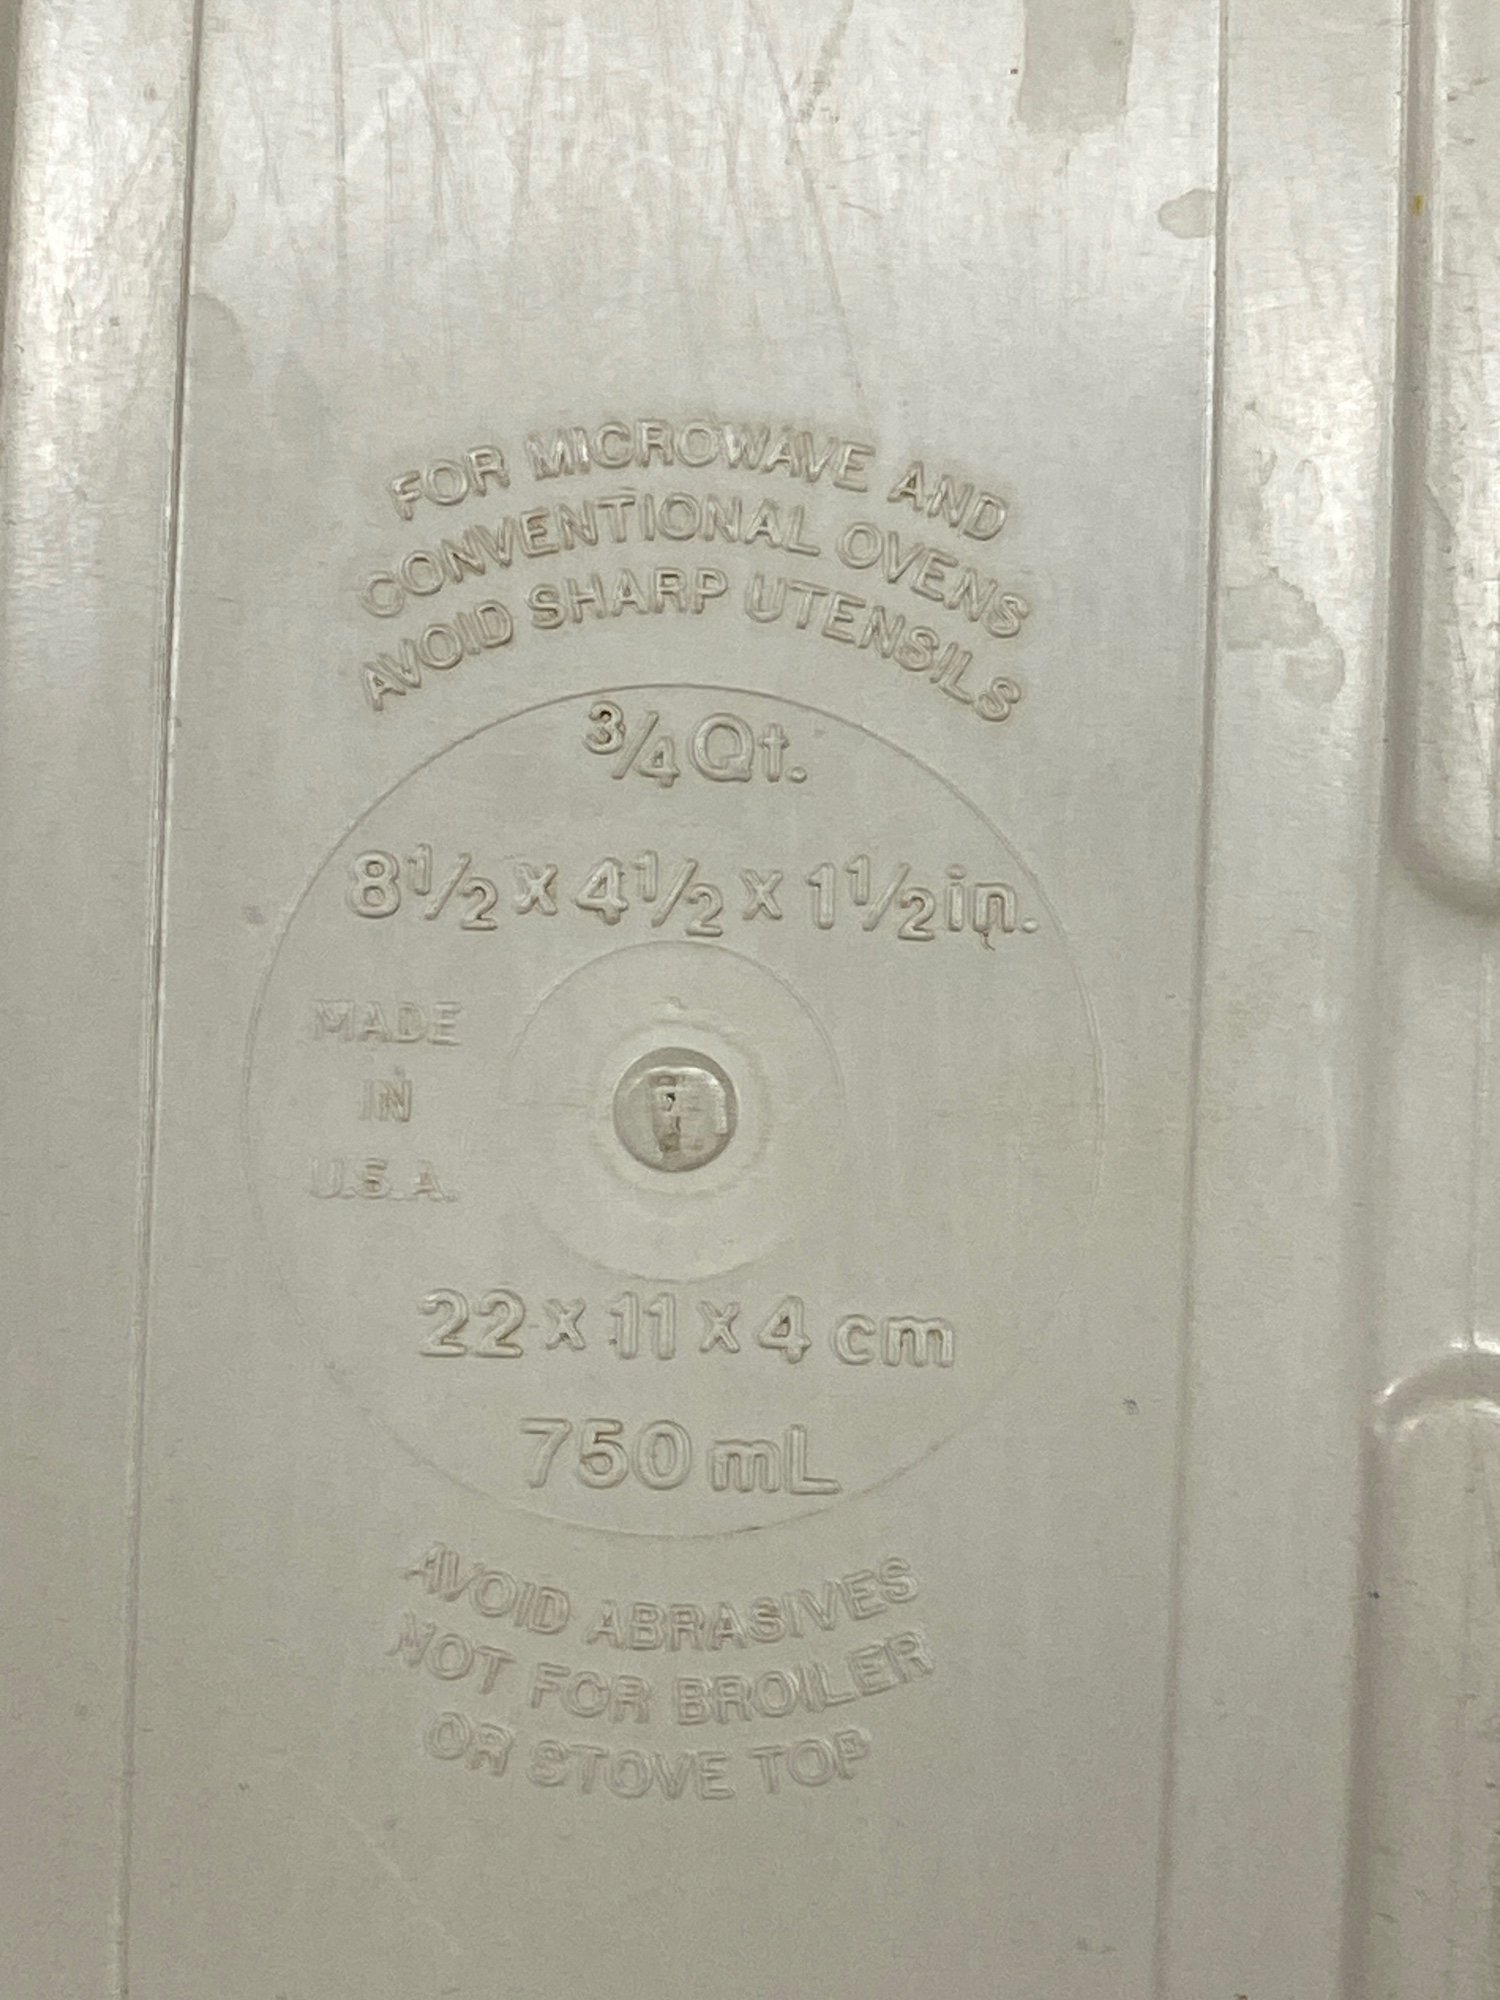 FOR MICROWAVE AND
CONVENTIONAL OVENS
AVOID SHARP UTENSILS
3/4 Qt.
8 1/2 x 4 1/2 x 1 1/2 in.
MADE
IN
U.S.A.
22 x 11 x 4 cm
750 mL
AVOID ABRASIVES
NOT FOR BROILER
OR STOVE TOP